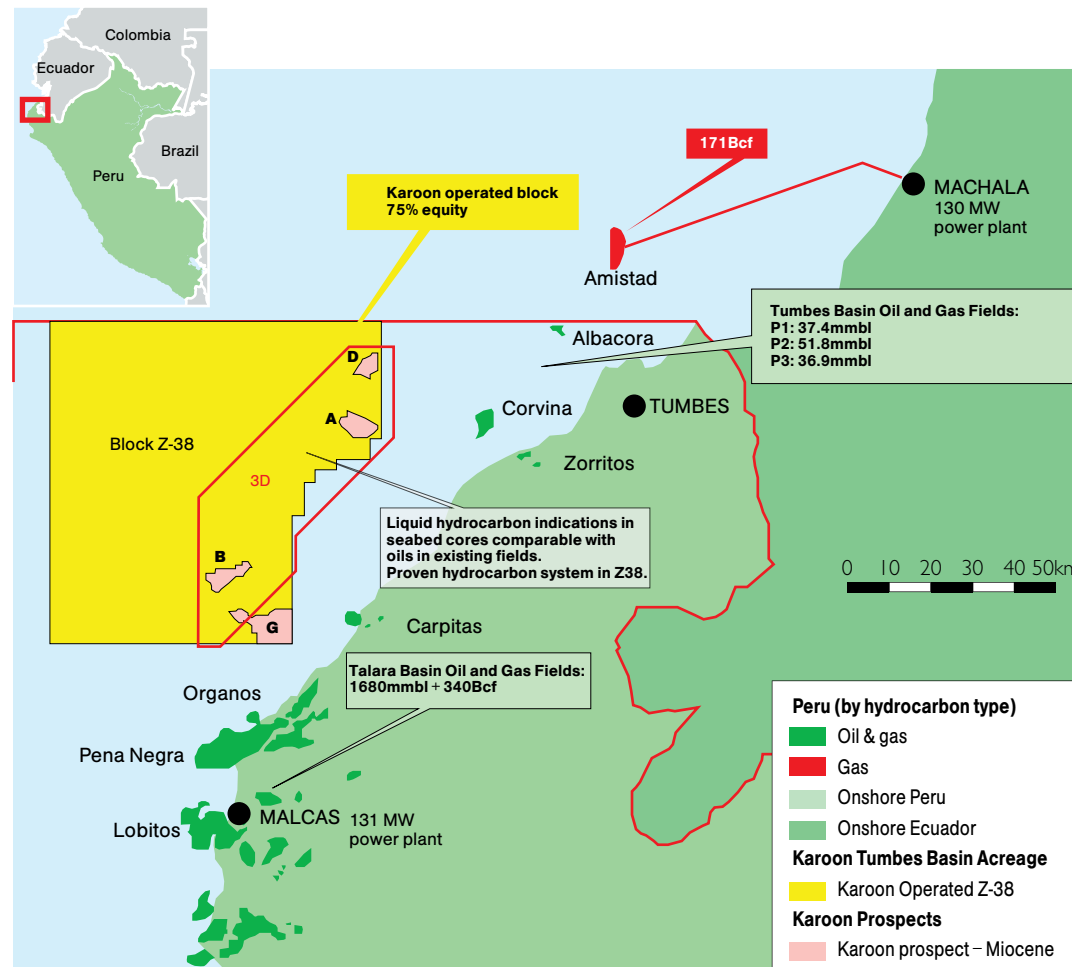 Colombia
Ecuador
Brazil
Peru
Karoon operated block
75% equity
171Bcf
MACHALA
130 MW
power plant
Amistad
Tumbes Basin Oil and Gas Fields:
P1: 37.4mmbl
P2: 51.8mmbl
P3: 36.9mmbl
Albacora
D
A
Corvina
TUMBES
Block Z-38
Zorritos
3D
Liquid hydrocarbon indications in
seabed cores comparable with
oils in existing fields.
Proven hydrocarbon system in Z38.
B
0 10 20 30 40 50km
G
Carpitas
Talara Basin Oil and Gas Fields:
1680mmbl + 340Bcf
Organos
Pena Negra
MALCAS
131 MW
power plant
Lobitos
Peru (by hydrocarbon type)
Oil & gas
Gas
Onshore Peru
Onshore Ecuador
Karoon Tumbes Basin Acreage
Karoon Operated Z-38
Karoon Prospects
Karoon prospect – Miocene